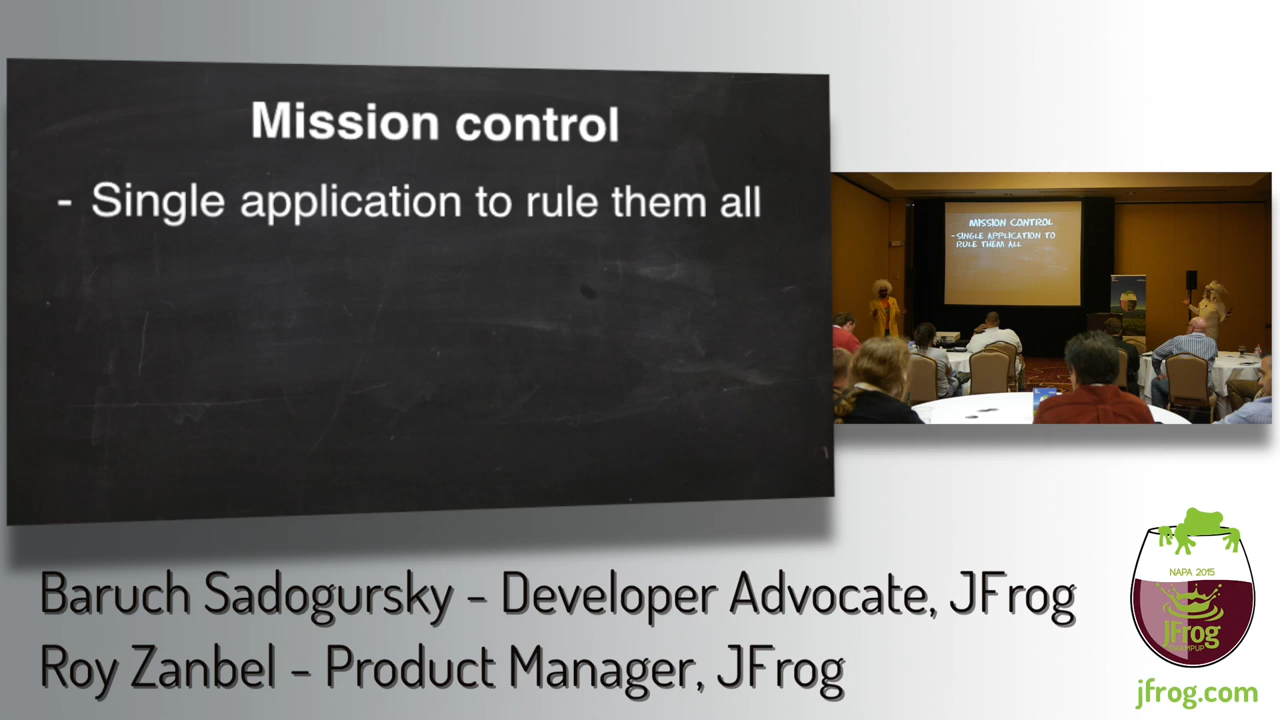 Mission control
- Single application to rule them all
MISSION CONTROL
- SINGLE APPLICATION TO
RULE THEM ALL
Baruch Sadogursky – Developer Advocate, JFrog
Roy Zanbel – Product Manager, JFrog
NAPA 2015
JFrog
SWAMPUP
jfrog.com